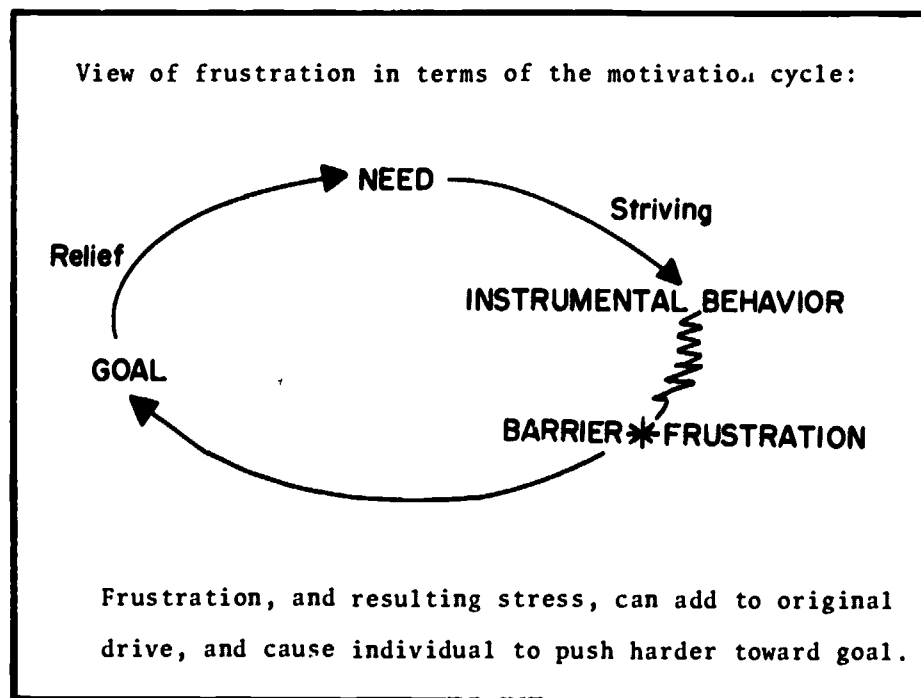 View of frustration in terms of the motivation cycle:
NEED
Striving
Relief
INSTRUMENTAL BEHAVIOR
GOAL
BARRIER * FRUSTRATION
Frustration, and resulting stress, can add to original
drive, and cause individual to push harder toward goal.